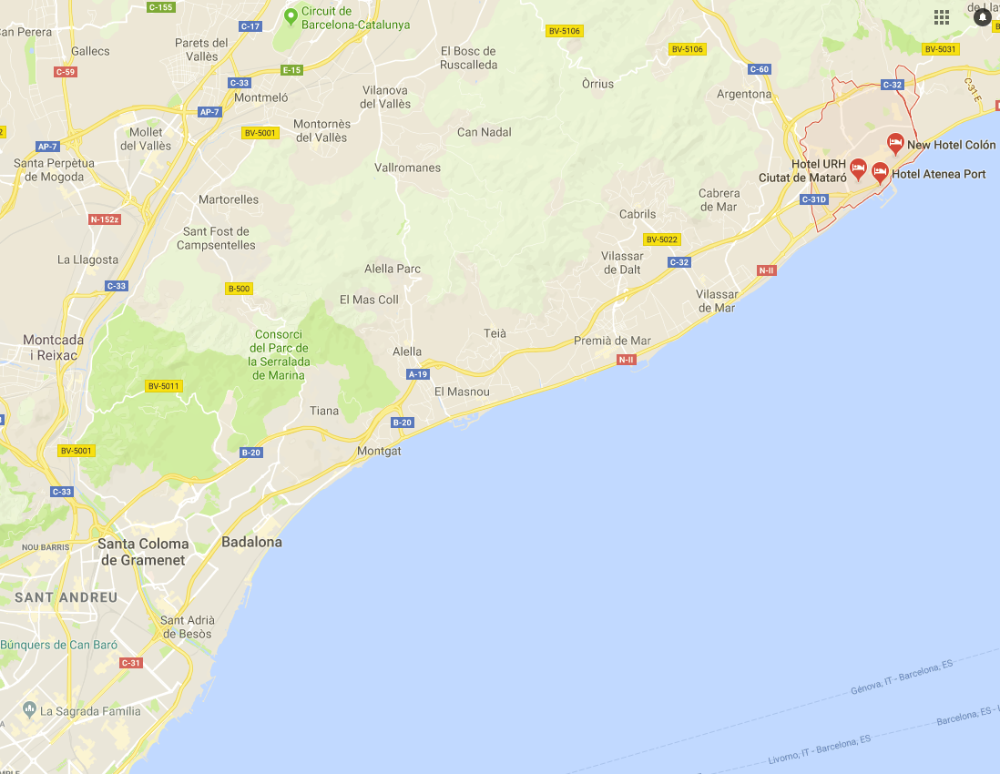 C-155
Circuit de
Barcelona-Catalunya
C-17
BV-5106
de Lla
Can Perera
Parets del
Vallès
Gallecs
El Bosc de
Ruscalleda
BV-5106
BV-5031
C-59
E-15
C-60
C-33
Òrrius
C-32
C-31E
Montmeló
Vilanova
del Vallès
Argentona
AP-7
Mollet
del Vallès
BV-5001
Montornès
del Vallès
Can Nadal
AP-7
New Hotel Colón
Santa Perpètua
de Mogoda
Vallromanes
Hotel URH
Ciutat de Mataró
Hotel Atenea Port
Martorelles
Cabrera
de Mar
C-31D
N-152z
Cabrils
Sant Fost de
Campsentelles
BV-5022
La Llagosta
Vilassar
de Dalt
C-32
Alella Parc
N-II
C-33
B-500
El Mas Coll
Vilassar
de Mar
Montcada
i Reixac
Consorci
del Parc de
la Serralada
de Marina
Teià
Premià de Mar
Alella
N-II
A-19
BV-5011
El Masnou
Tiana
B-20
BV-5001
B-20
Montgat
C-33
NOU BARRIS
Santa Coloma
de Gramenet
Badalona
SANT ANDREU
Sant Adrià
de Besòs
Búnquers de Can Baró
C-31
Génova, IT - Barcelona, ES
La Sagrada Família
Barcelona, ES - L
Livorno, IT - Barcelona, ES